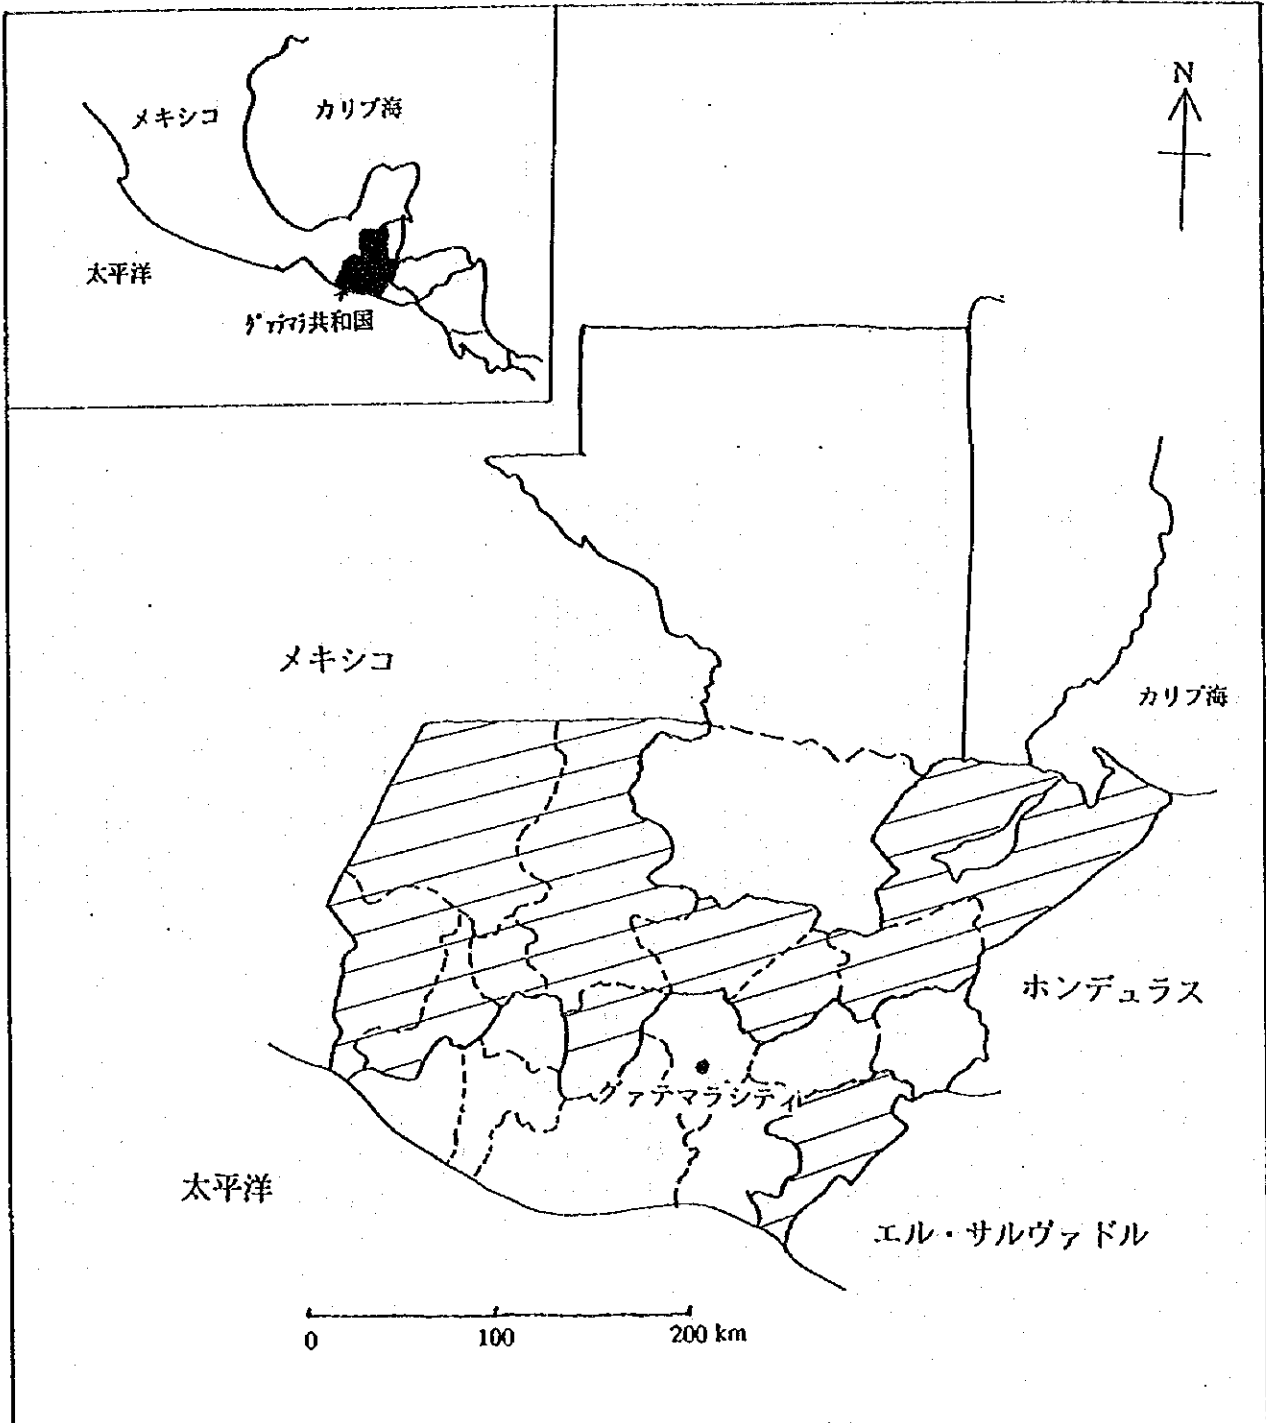 メキシコ
カリブ海
太平洋
グァテマラ共和国
N
メキシコ
カリブ海
ホンデュラス
グァテマラシティ
太平洋
エル・サルヴァドル
0 100 200 km